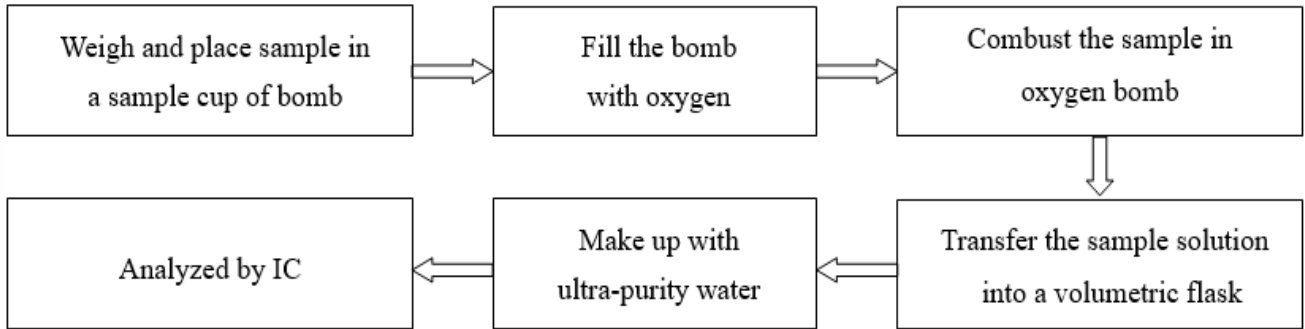 Weigh and place sample in
a sample cup of bomb
Fill the bomb
with oxygen
Combust the sample in
oxygen bomb
Transfer the sample solution
into a volumetric flask
Make up with
ultra-purity water
Analyzed by IC